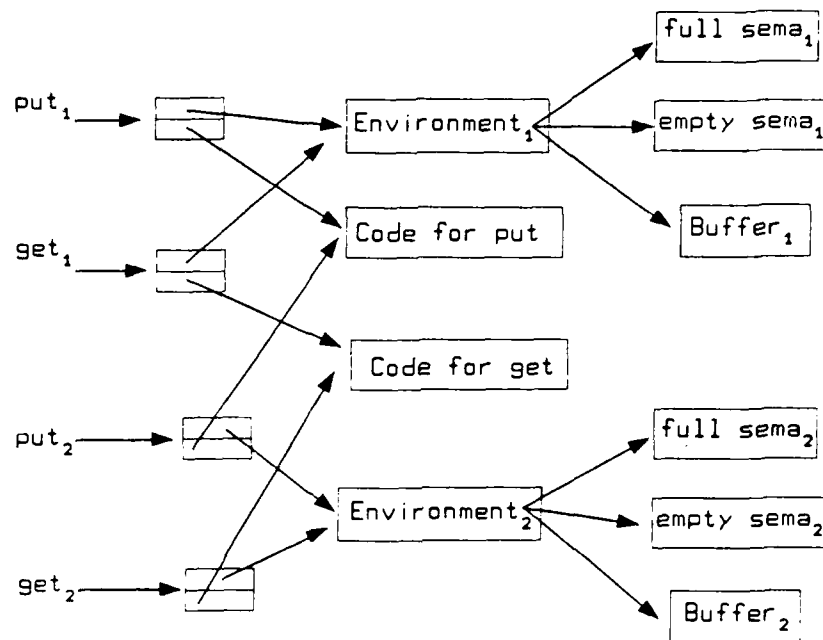 full sema₁
put₁
Environment₁
empty sema₁
Code for put
Buffer₁
get₁
Code for get
put₂
full sema₂
Environment₂
empty sema₂
get₂
Buffer₂